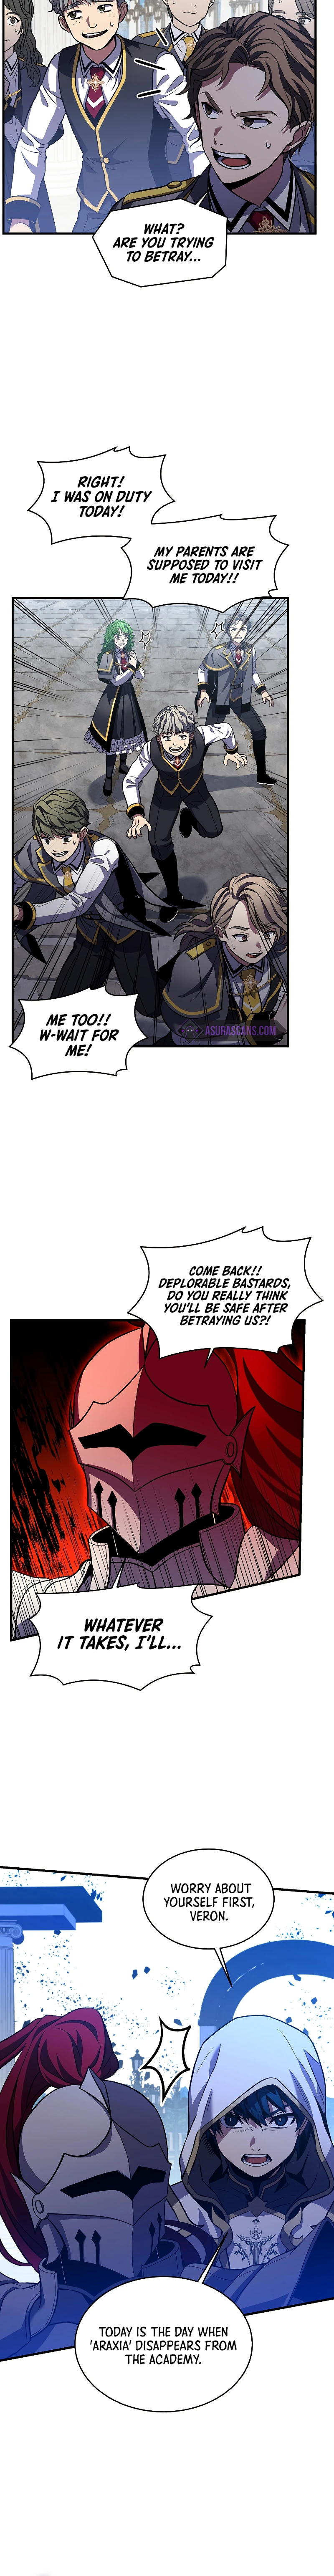 WHAT?
ARE YOU TRYING
TO BETRAY...
RIGHT!
I WAS ON DUTY
TODAY!
MY PARENTS ARE
SUPPOSED TO VISIT
ME TODAY!!
ME TOO!!
W-WAIT FOR
ME!
ASURASCANS.COM
COME BACK!!
DEPLORABLE BASTARDS,
DO YOU REALLY THINK
YOU'LL BE SAFE AFTER
BETRAYING US?!
WHATEVER
IT TAKES, I'LL...
WORRY ABOUT
YOURSELF FIRST,
VERON.
TODAY IS THE DAY WHEN
'ARAXIA' DISAPPEARS FROM
THE ACADEMY.